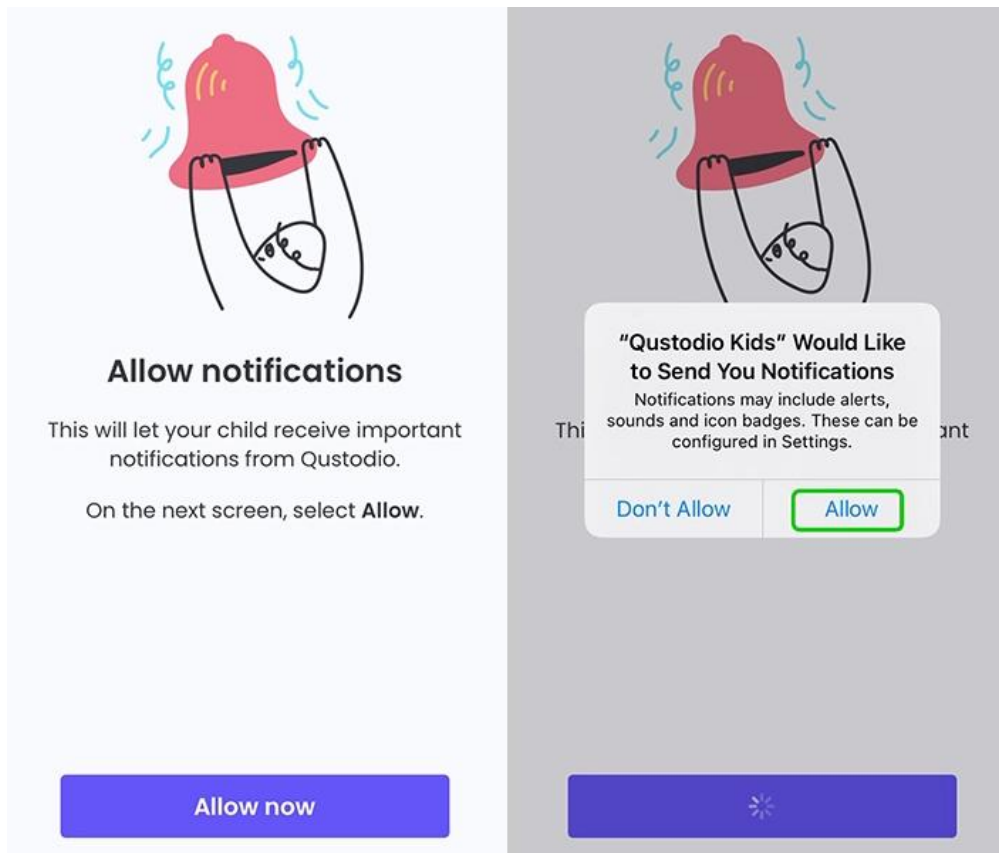 Allow notifications
This will let your child receive important
notifications from Qustodio.
On the next screen, select Allow.
Allow now
"Qustodio Kids" Would Like
to Send You Notifications
Notifications may include alerts,
sounds and icon badges. These can be
configured in Settings.
Thi
ant
Don't Allow
Allow